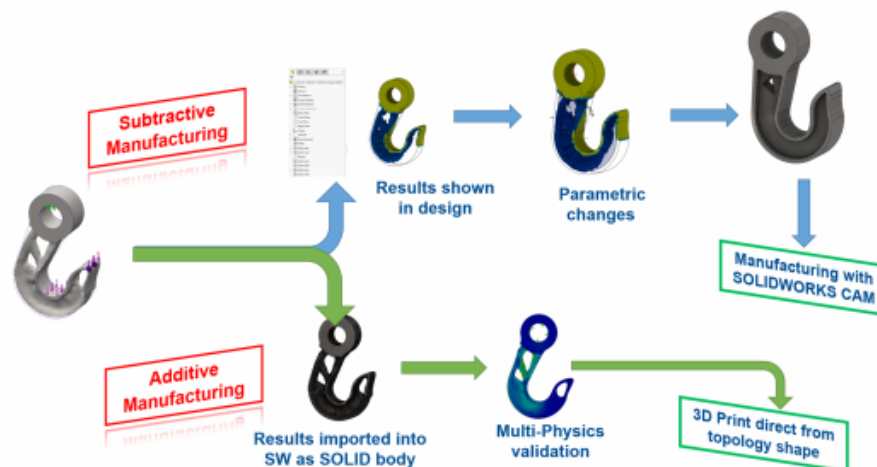 Subtractive
Manufacturing
Results shown
in design
Parametric
changes
Manufacturing with
SOLIDWORKS CAM
Additive
Manufacturing
Results imported into
SW as SOLID body
Multi-Physics
validation
3D Print direct from
topology shape